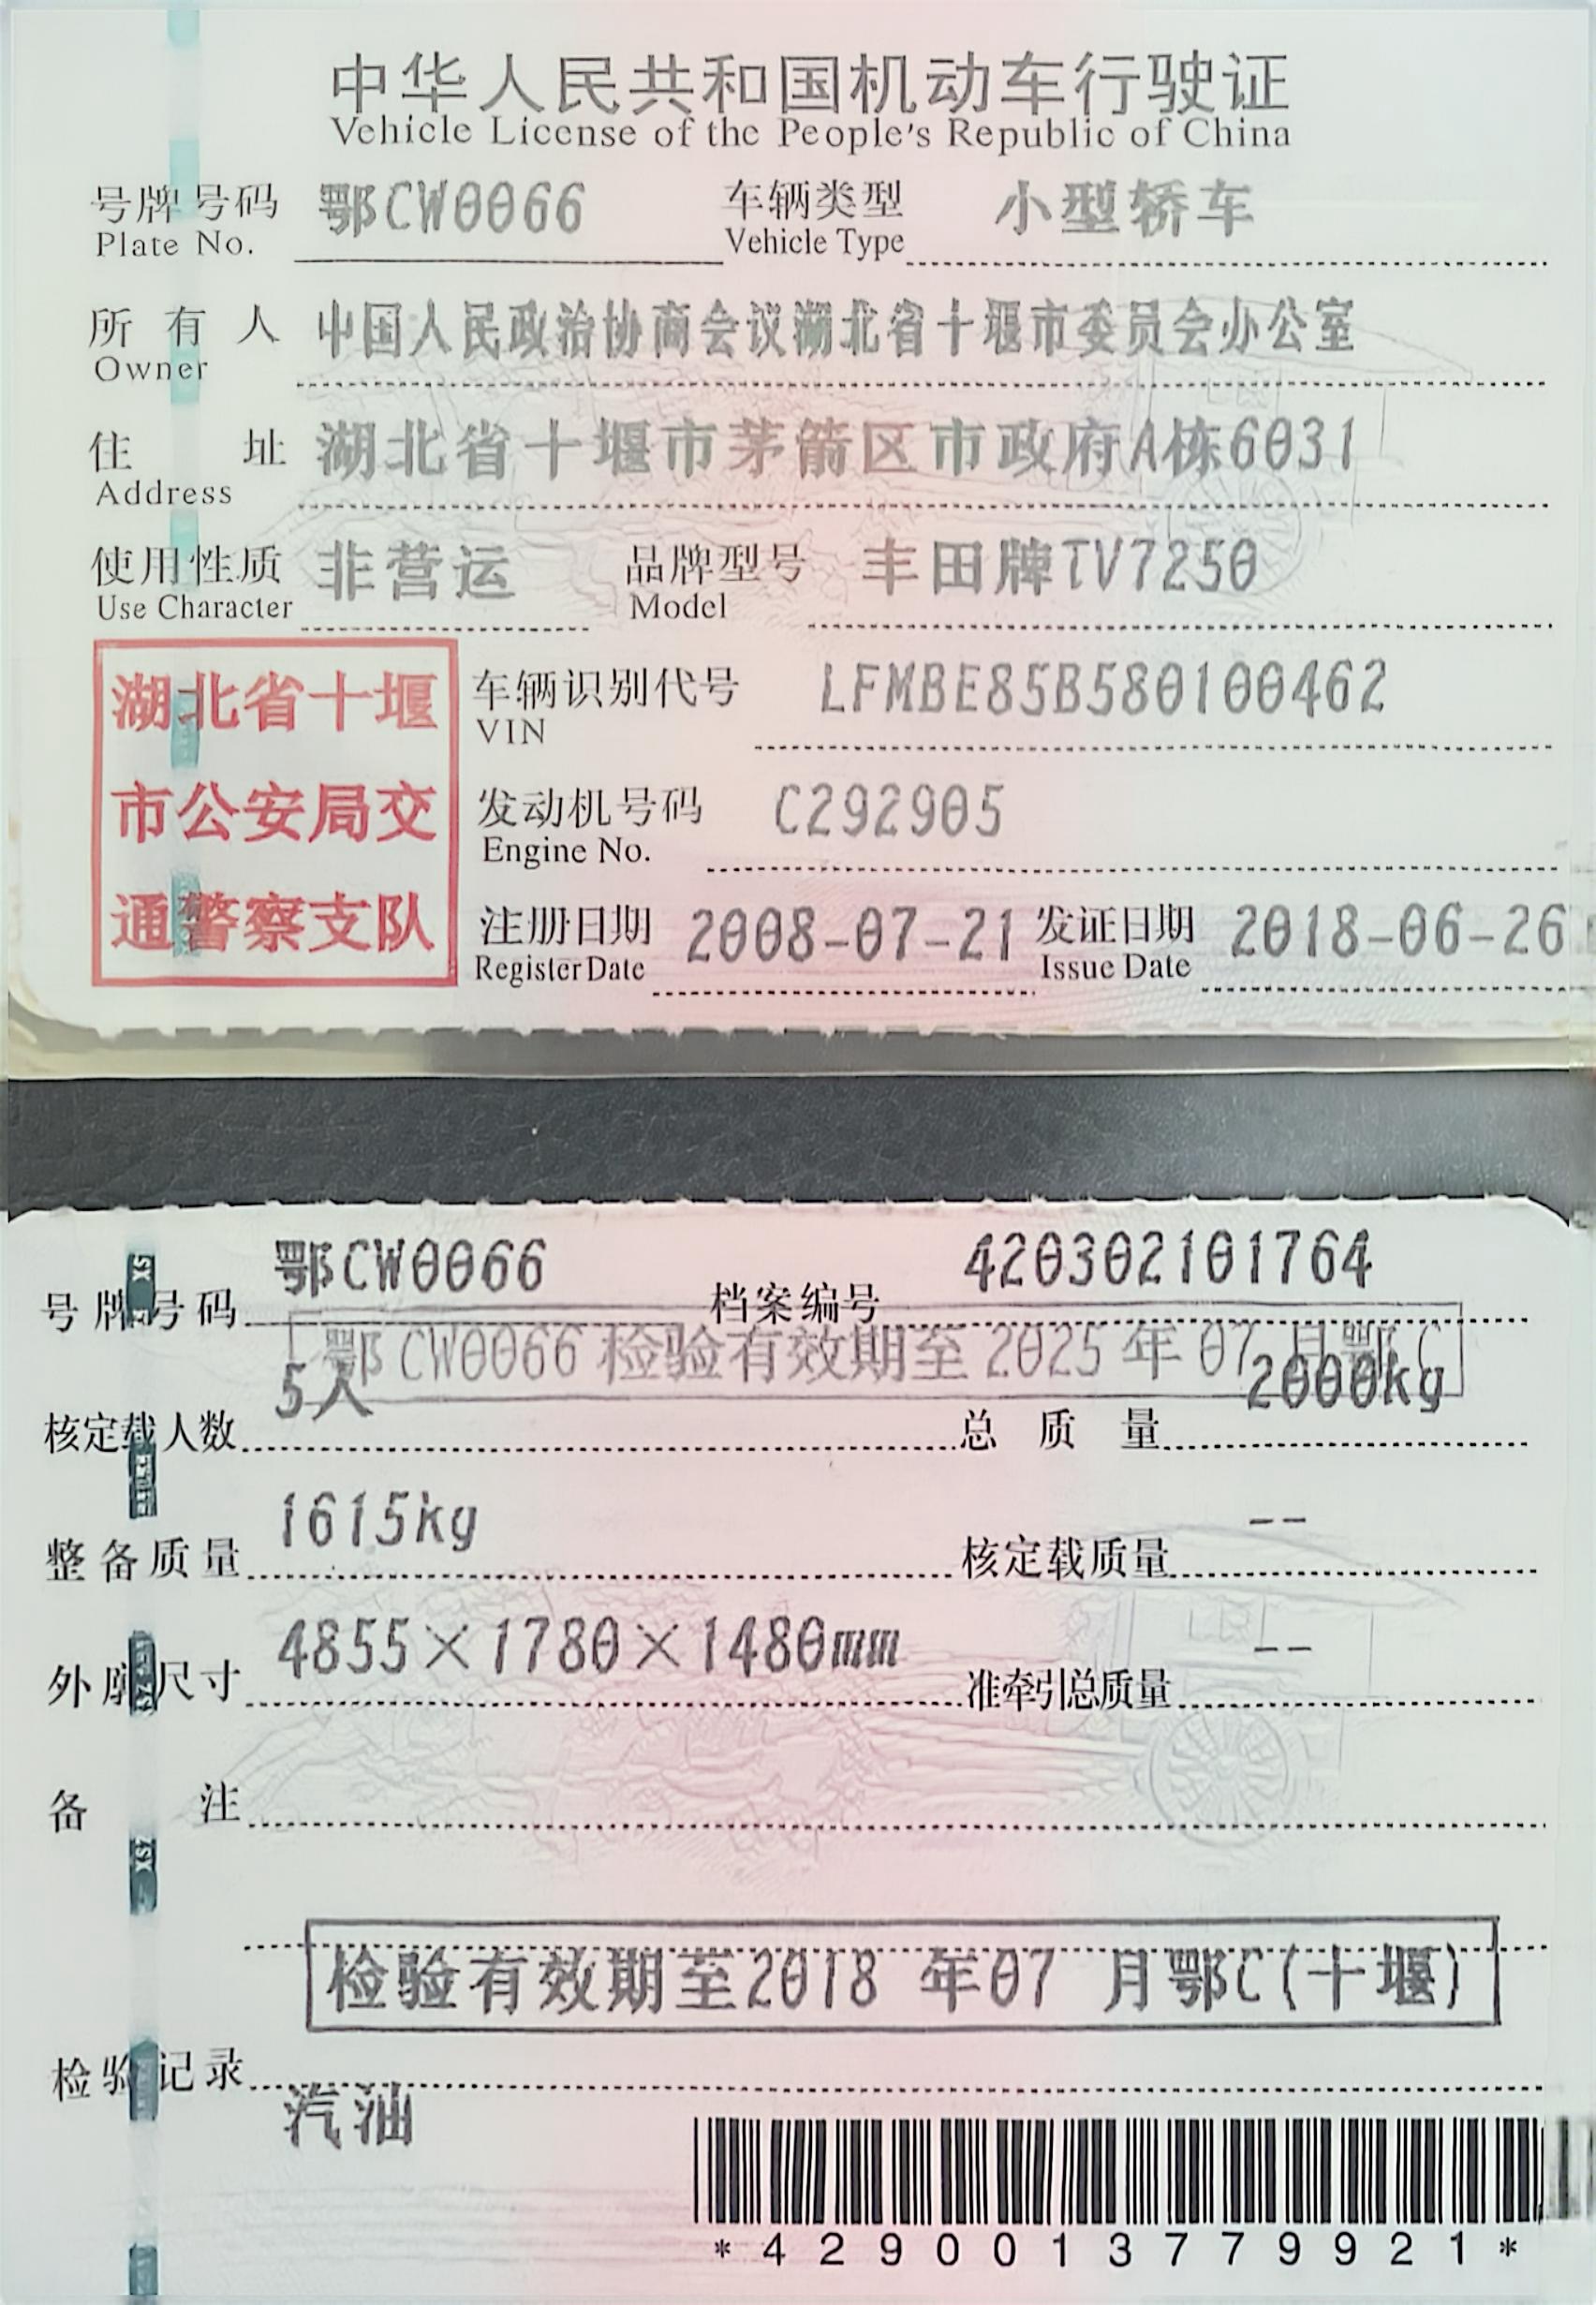 中华人民共和国机动车行驶证
Vehicle License of the People's Republic of China
号牌号码 鄂CW0066 车辆类型 小型轿车
Plate No. Vehicle Type
所有人 中国人民政治协商会议湖北省十堰市委员会办公室
Owner
住址 湖北省十堰市茅箭区市政府A栋6031
Address
使用性质 非营运 品牌型号 丰田牌TV7250
Use Character Model
湖北省十堰
市公安局交
通警察支队
车辆识别代号 LFMBE85B580100462
VIN
发动机号码 C292905
Engine No.
注册日期 2008-07-21 发证日期 2018-06-26
Register Date Issue Date
号牌号码 鄂CW0066 档案编号 420302101764
鄂CW0066 检验有效期至 2025 年 07 月鄂C
核定载人数 5人 总质量 2000kg
整备质量 1615kg 核定载质量 --
外廓尺寸 4855×1780×1480mm 准牵引总质量 --
备注
检验有效期至2018 年07 月鄂C(十堰)
检验记录
汽油
*4290013779921*